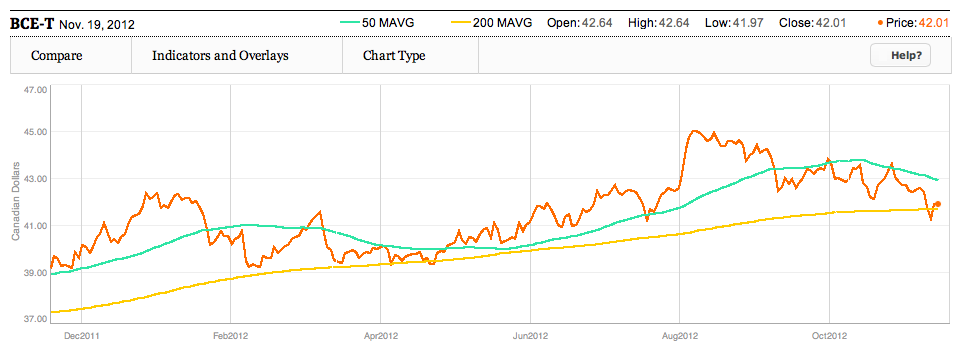 BCE-T Nov. 19, 2012 50 MAVG 200 MAVG Open: 42.64 High: 42.64 Low: 41.97 Close: 42.01 Price: 42.01
Compare Indicators and Overlays Chart Type Help?
47.00
45.00
43.00
41.00
39.00
37.00
Canadian Dollars
Dec2011 Feb2012 Apr2012 Jun2012 Aug2012 Oct2012